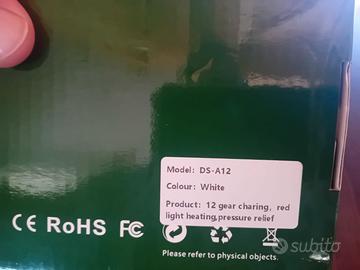 Model: DS-A12
Colour: White
Product: 12 gear charing, red
light heating,pressure relief
CE RoHS FC
Please refer to physical objects.
subito